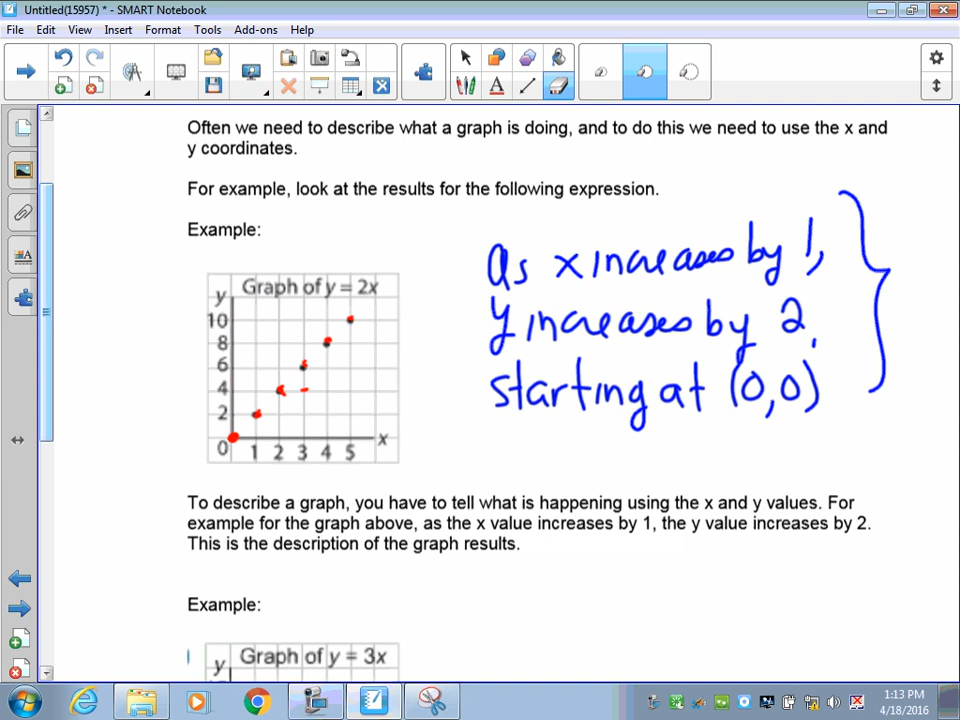 Untitled(15957) * - SMART Notebook
File Edit View Insert Format Tools Add-ons Help
Often we need to describe what a graph is doing, and to do this we need to use the x and
y coordinates.
For example, look at the results for the following expression.
Example:
As x increases by 1,
y increases by 2,
starting at (0,0)
Graph of y = 2x
y
10
8
6
4
2
0 1 2 3 4 5 x
To describe a graph, you have to tell what is happening using the x and y values. For
example for the graph above, as the x value increases by 1, the y value increases by 2.
This is the description of the graph results.
Example:
Graph of y = 3x
y
1:13 PM
4/18/2016